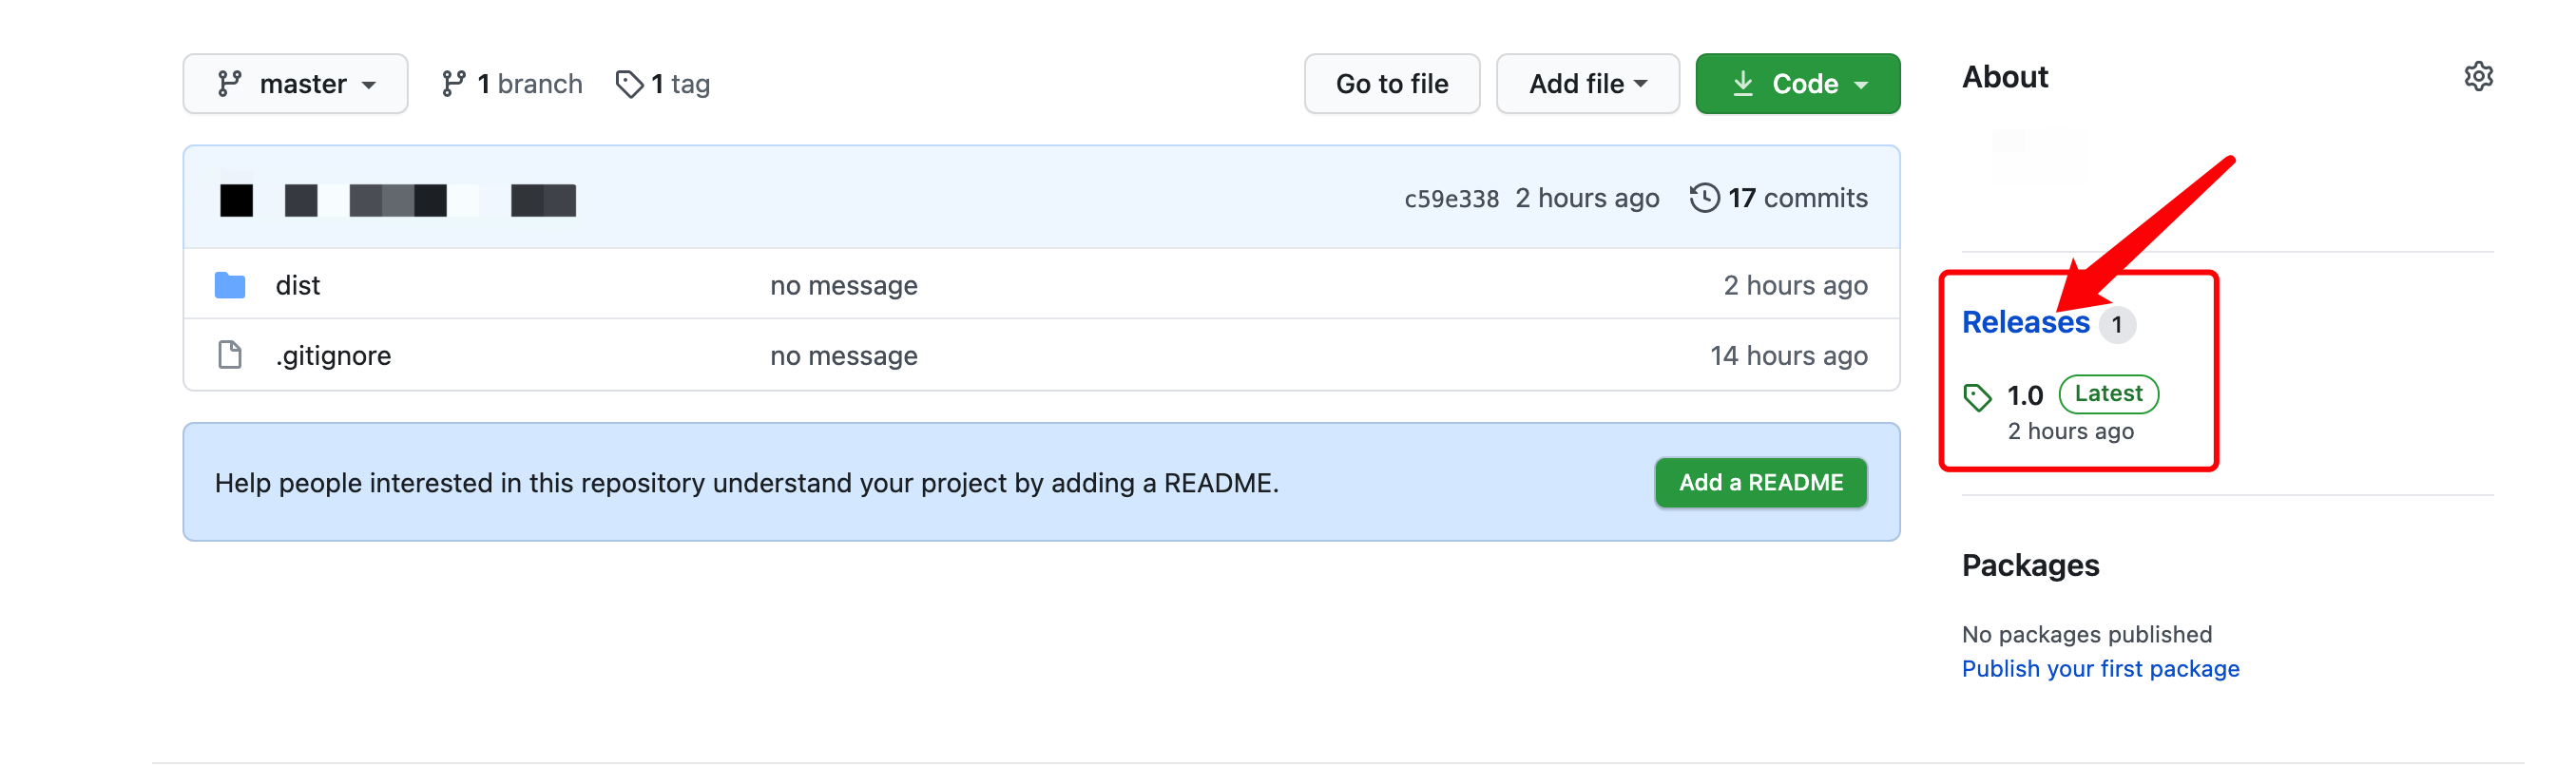 master 1 branch 1 tag Go to file Add file Code
c59e338 2 hours ago 17 commits
dist no message 2 hours ago
.gitignore no message 14 hours ago
Help people interested in this repository understand your project by adding a README. Add a README
About
Releases 1
1.0 Latest
2 hours ago
Packages
No packages published
Publish your first package